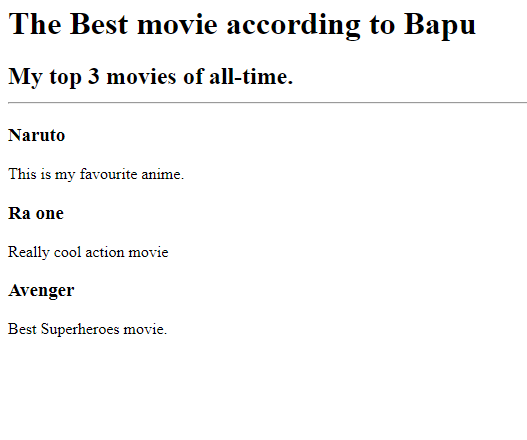 The Best movie according to Bapu
My top 3 movies of all-time.
Naruto
This is my favourite anime.
Ra one
Really cool action movie
Avenger
Best Superheroes movie.